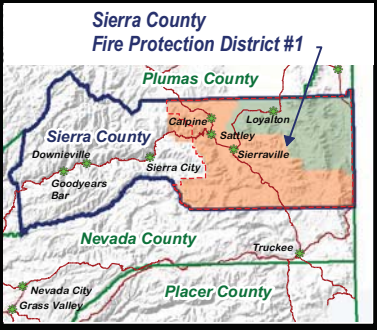 Sierra County
Fire Protection District #1
Plumas County
Loyalton
Calpine
Sierra County
Sattley
Downieville
Sierraville
Sierra City
Goodyears
Bar
Nevada County
Truckee
Nevada City
Placer County
Grass Valley